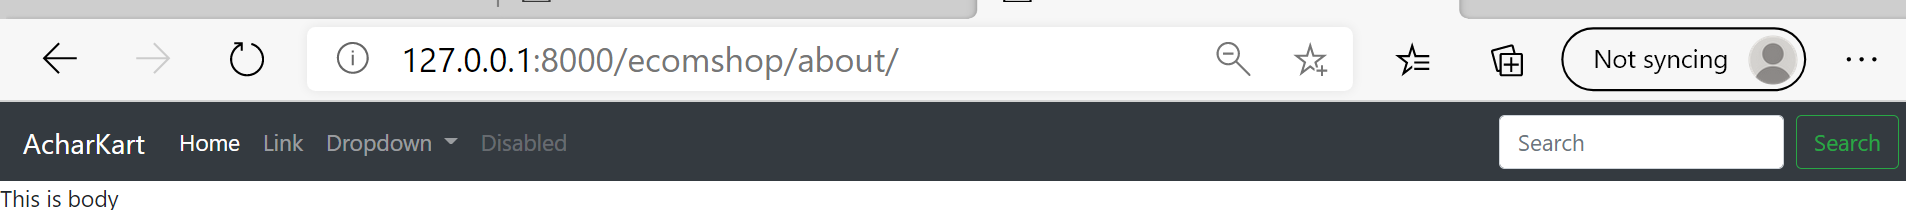 127.0.0.1:8000/ecomshop/about/ Not syncing
AcharKart Home Link Dropdown Disabled Search Search
This is body